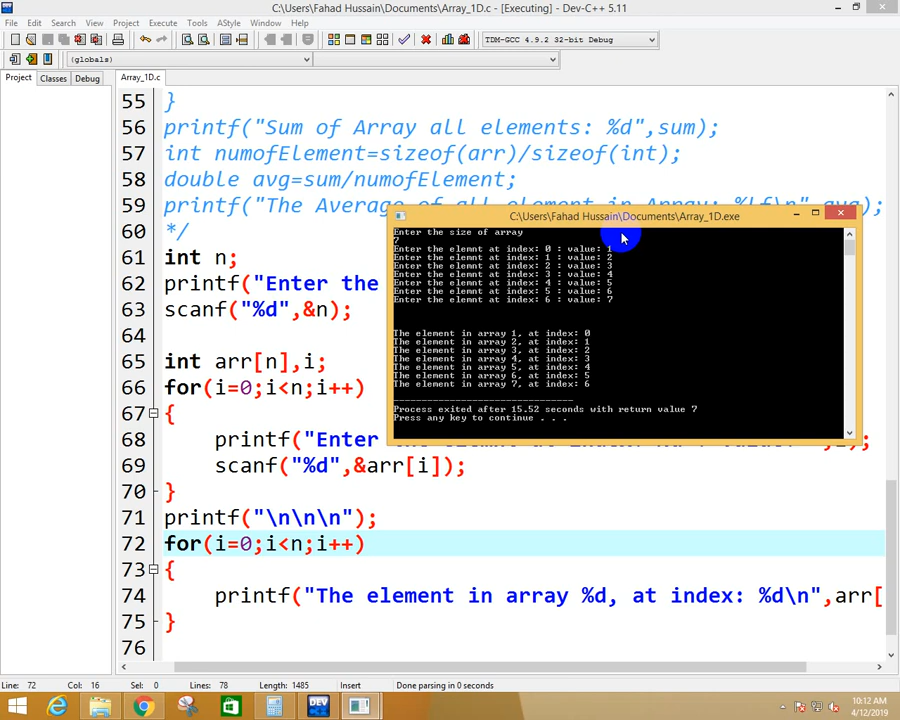 C:\Users\Fahad Hussain\Documents\Array_1D.c - [Executing] - Dev-C++ 5.11
File Edit Search View Project Execute Tools AStyle Window Help
TDM-GCC 4.9.2 32-bit Debug
(globals)
Project Classes Debug Array_1D.c
55 }
56 printf("Sum of Array all elements: %d",sum);
57 int numofElement=sizeof(arr)/sizeof(int);
58 double avg=sum/numofElement;
59 printf("The Average of all element in Array: %lf\n",avg);
60 */
61 int n;
62 printf("Enter the
63 scanf("%d",&n);
64
65 int arr[n],i;
66 for(i=0;i<n;i++)
67 {
68 printf("Enter
69 scanf("%d",&arr[i]);
70 }
71 printf("\n\n\n");
72 for(i=0;i<n;i++)
73 {
74 printf("The element in array %d, at index: %d\n",arr[
75 }
76
C:\Users\Fahad Hussain\Documents\Array_1D.exe
Enter the size of array
7
Enter the elemnt at index: 0 : value: 1
Enter the elemnt at index: 1 : value: 2
Enter the elemnt at index: 2 : value: 3
Enter the elemnt at index: 3 : value: 4
Enter the elemnt at index: 4 : value: 5
Enter the elemnt at index: 5 : value: 6
Enter the elemnt at index: 6 : value: 7
The element in array 1, at index: 0
The element in array 2, at index: 1
The element in array 3, at index: 2
The element in array 4, at index: 3
The element in array 5, at index: 4
The element in array 6, at index: 5
The element in array 7, at index: 6
--------------------------------
Process exited after 15.52 seconds with return value 7
Press any key to continue . . .
Line: 72 Col: 16 Sel: 0 Lines: 78 Length: 1485 Insert Done parsing in 0 seconds
DEV
10:12 AM
4/12/2019